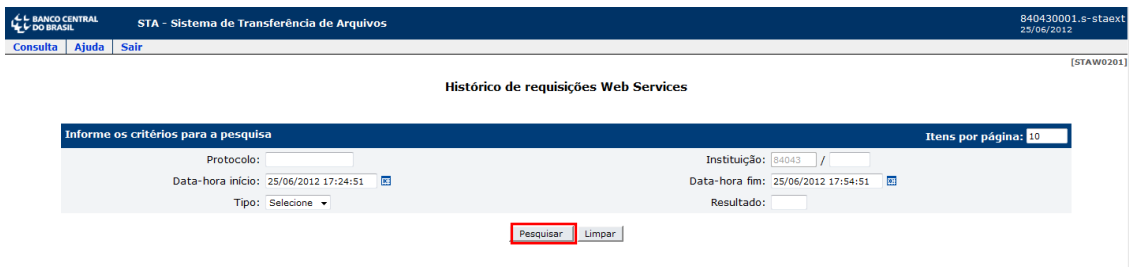 BANCO CENTRAL
DO BRASIL
STA - Sistema de Transferência de Arquivos
840430001.s-staext
25/06/2012
Consulta Ajuda Sair
[STAW0201]
Histórico de requisições Web Services
Informe os critérios para a pesquisa Itens por página: 10
Protocolo: Instituição: 84043 /
Data-hora início: 25/06/2012 17:24:51 Data-hora fim: 25/06/2012 17:54:51
Tipo: Selecione Resultado:
Pesquisar Limpar